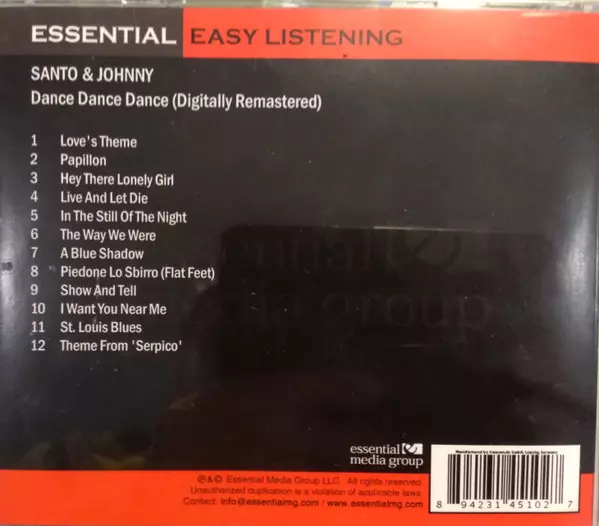 ESSENTIAL EASY LISTENING
SANTO & JOHNNY
Dance Dance Dance (Digitally Remastered)
1 Love's Theme
2 Papillon
3 Hey There Lonely Girl
4 Live And Let Die
5 In The Still Of The Night
6 The Way We Were
7 A Blue Shadow
8 Piedone Lo Sbirro (Flat Feet)
9 Show And Tell
10 I Want You Near Me
11 St. Louis Blues
12 Theme From 'Serpico'
essential
media group
℗&© Essential Media Group LLC. All rights reserved.
Unauthorized duplication is a violation of applicable laws.
Contact: info@essentialmg.com / www.essentialmg.com
Manufactured by
8 94231 45102 7